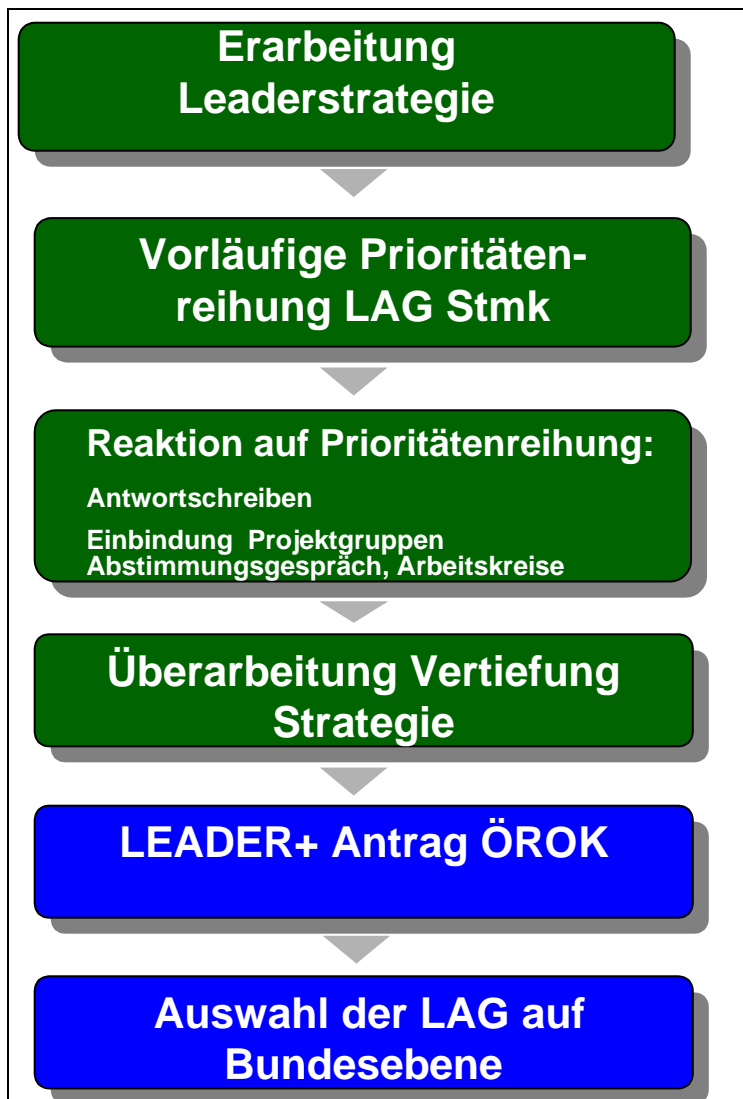 Erarbeitung
Leaderstrategie
Vorläufige Prioritäten-
reihung LAG Stmk
Reaktion auf Prioritätenreihung:
Antwortschreiben
Einbindung Projektgruppen
Abstimmungsgespräch, Arbeitskreise
Überarbeitung Vertiefung
Strategie
LEADER+ Antrag ÖROK
Auswahl der LAG auf
Bundesebene